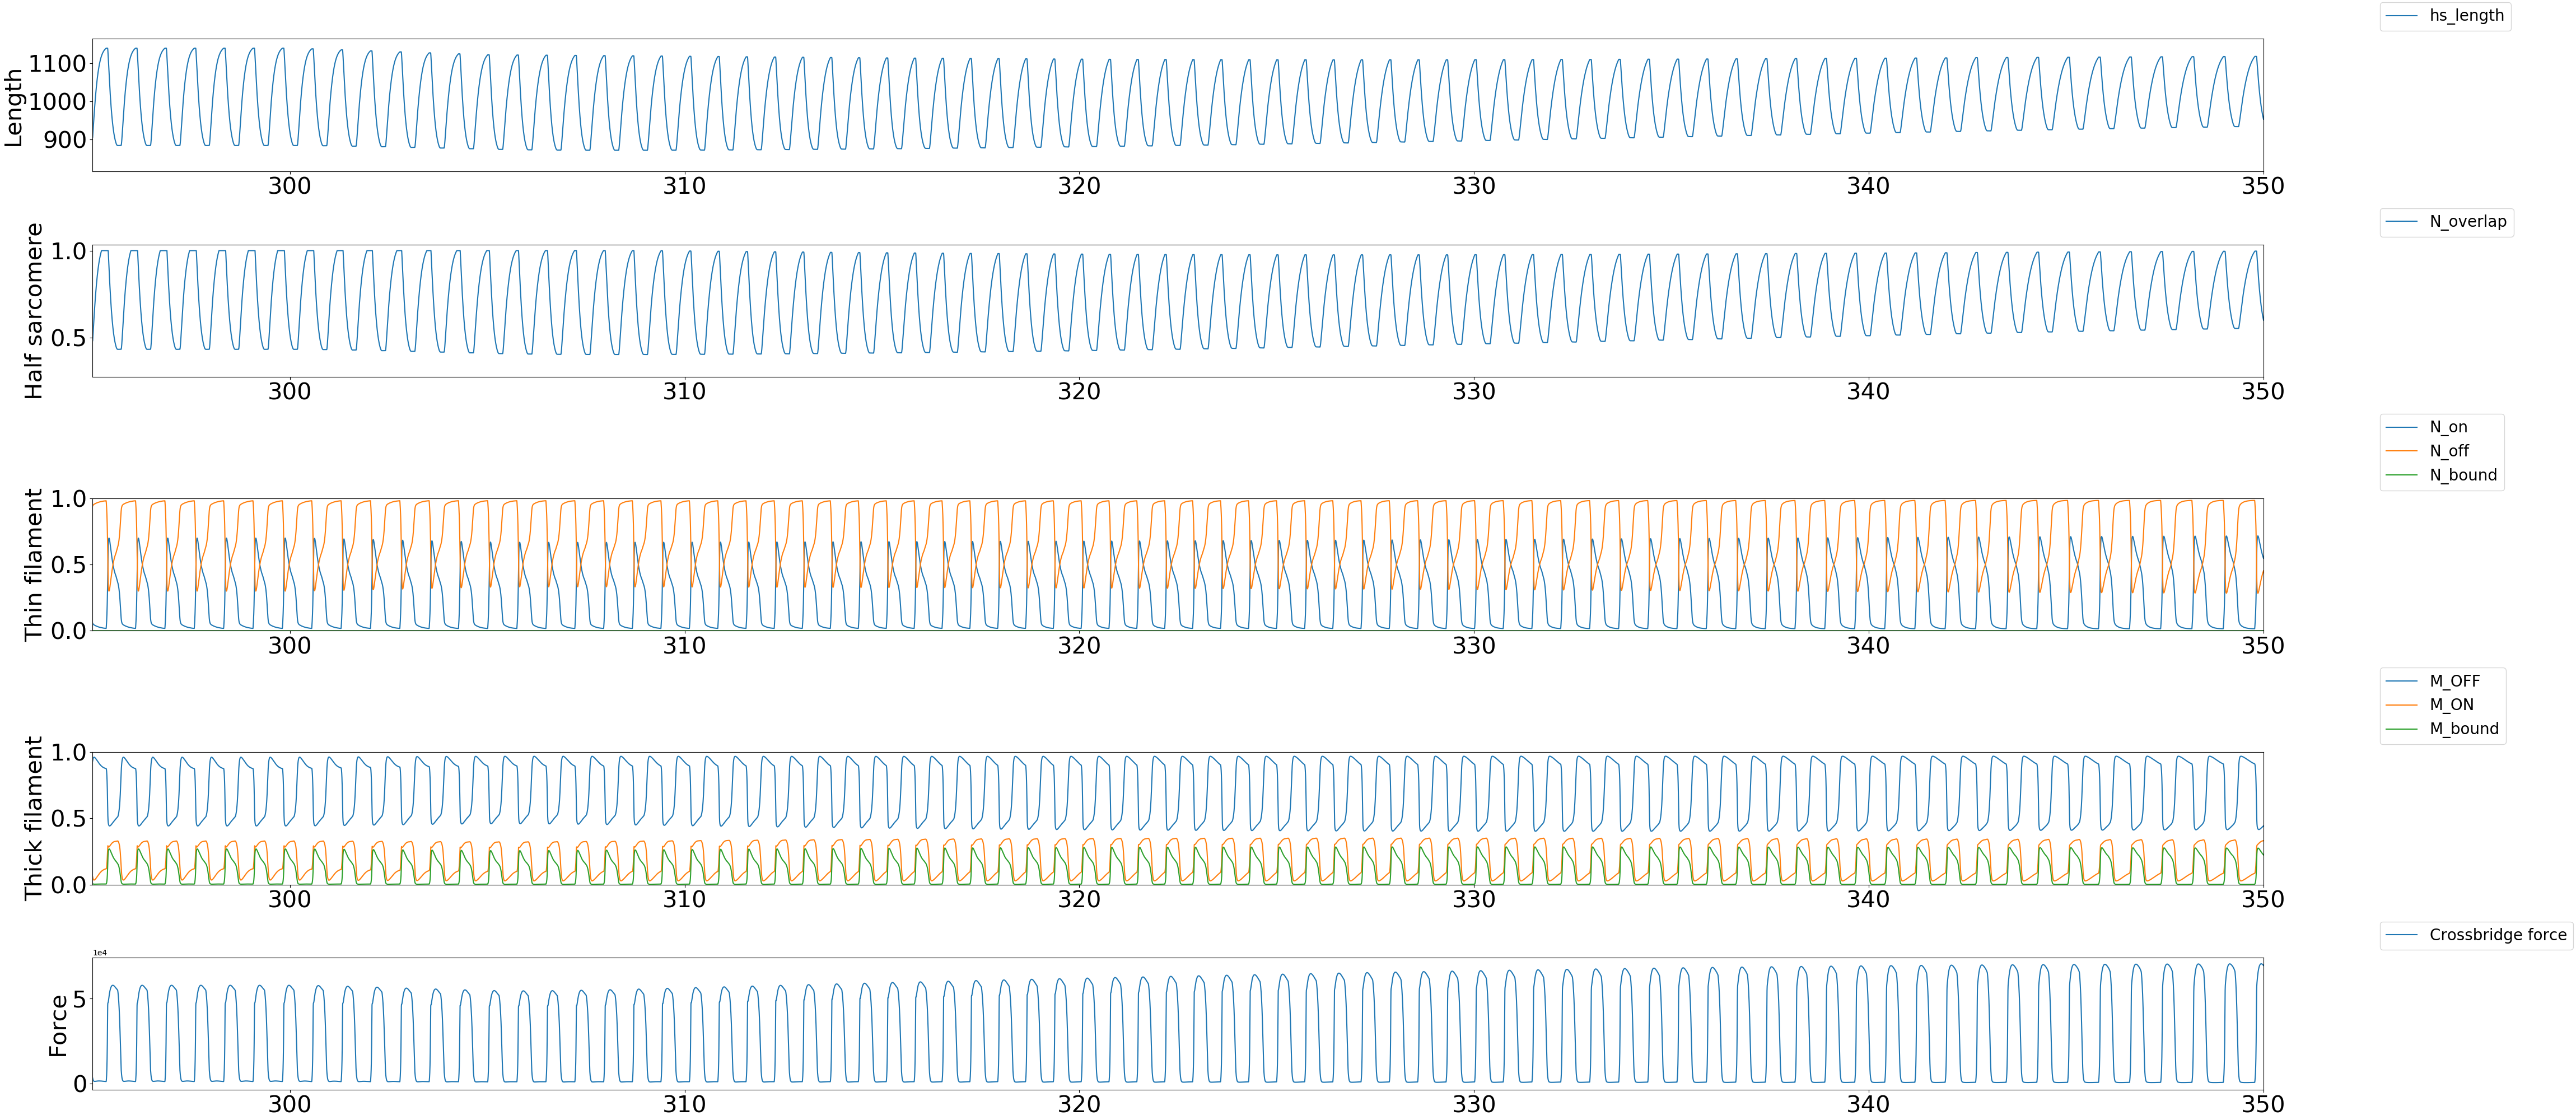 hs_length
Length
1100
1000
900
300 310 320 330 340 350
N_overlap
Half sarcomere
1.0
0.5
300 310 320 330 340 350
N_on
N_off
N_bound
Thin filament
1.0
0.5
0.0
300 310 320 330 340 350
M_OFF
M_ON
M_bound
Thick filament
1.0
0.5
0.0
300 310 320 330 340 350
Crossbridge force
1e4
Force
5
0
300 310 320 330 340 350